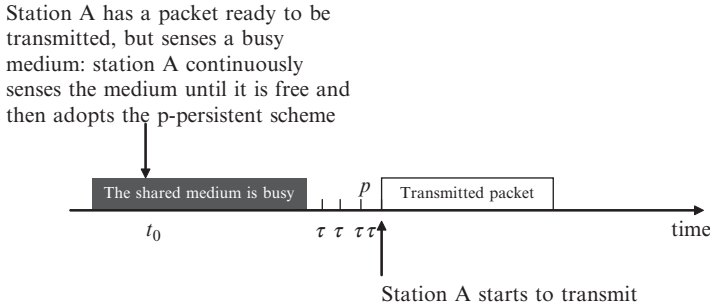 Station A has a packet ready to be
transmitted, but senses a busy
medium: station A continuously
senses the medium until it is free and
then adopts the p-persistent scheme
The shared medium is busy
p
Transmitted packet
t₀
τ τ τ τ
time
Station A starts to transmit